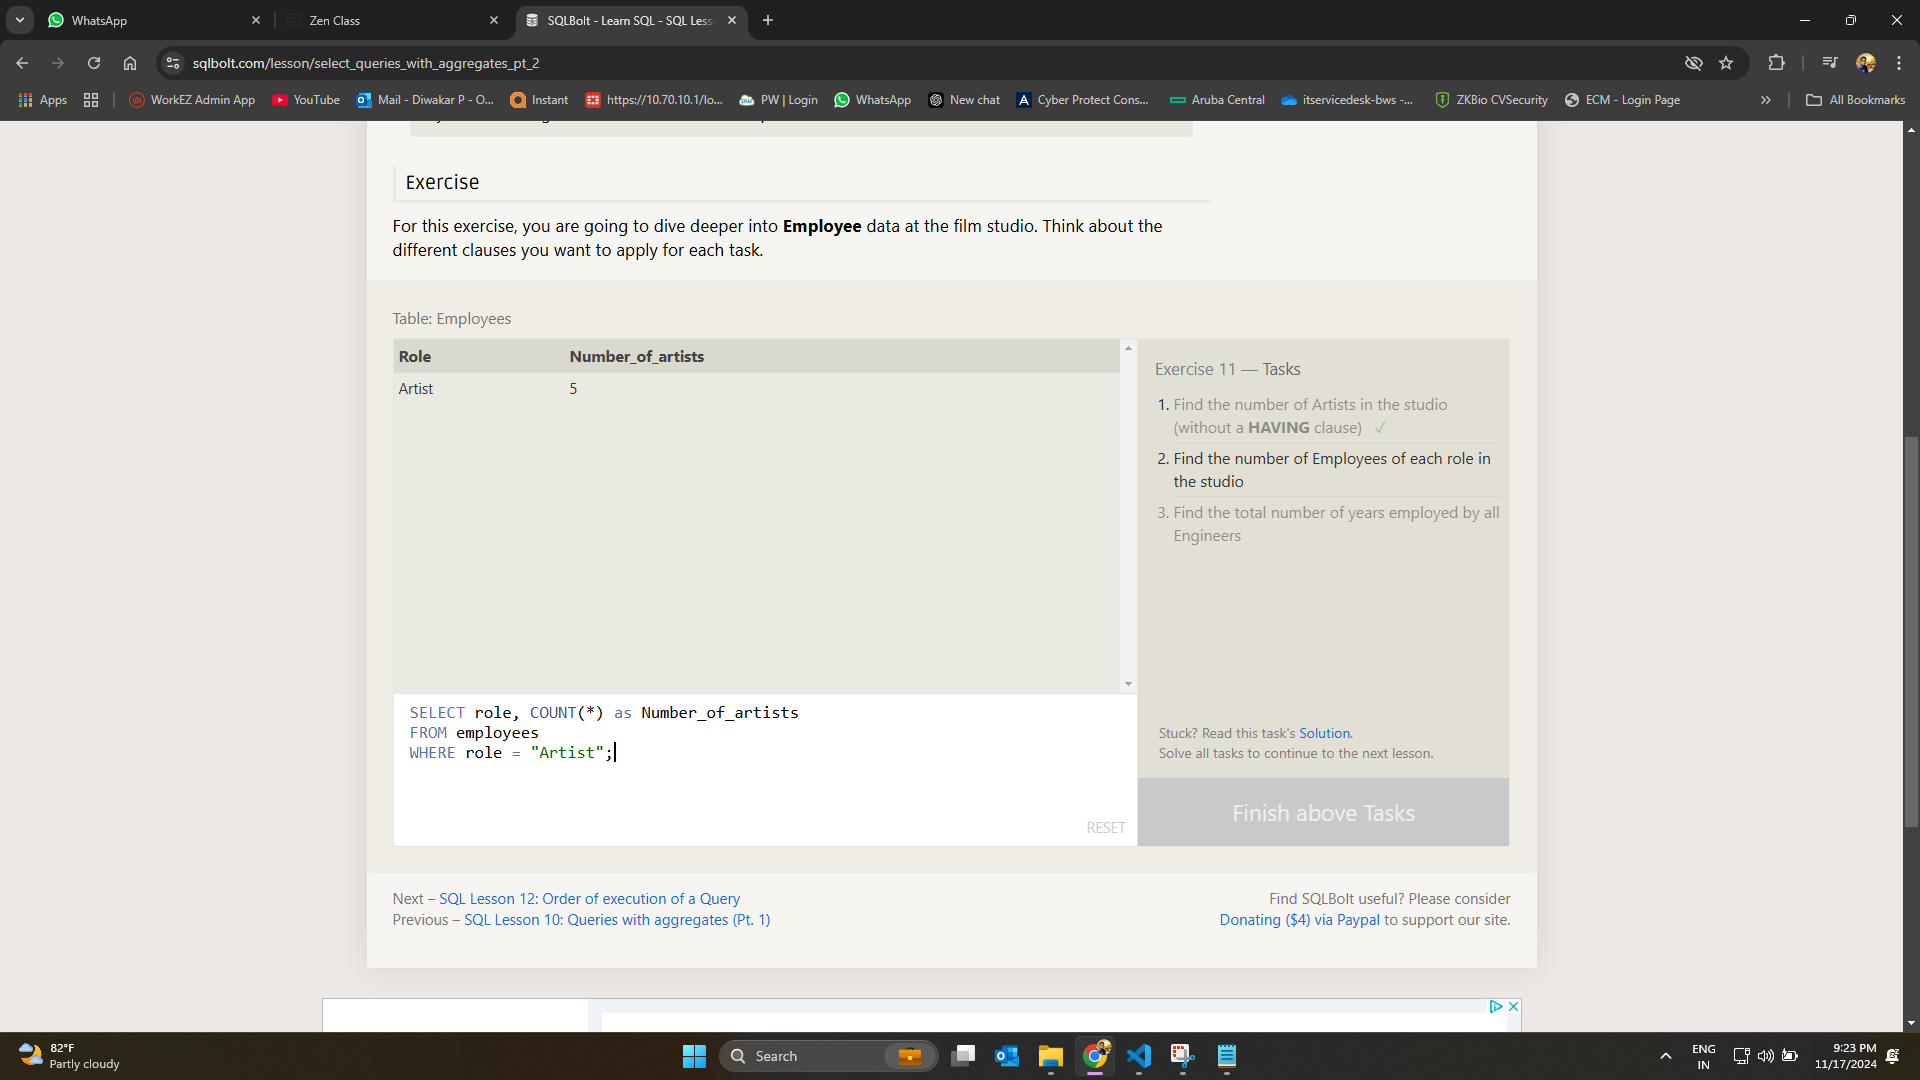 WhatsApp
Zen Class
SQLBolt - Learn SQL - SQL Less
sqlbolt.com/lesson/select_queries_with_aggregates_pt_2
Apps
WorkEZ Admin App
YouTube
Mail - Diwakar P - O...
Instant
https://10.70.10.1/lo...
PW | Login
WhatsApp
New chat
Cyber Protect Cons...
Aruba Central
itservicedesk-bws -...
ZKBio CVSecurity
ECM - Login Page
All Bookmarks
Exercise
For this exercise, you are going to dive deeper into Employee data at the film studio. Think about the
different clauses you want to apply for each task.
Table: Employees
Role Number_of_artists
Artist 5
Exercise 11 — Tasks
1. Find the number of Artists in the studio
(without a HAVING clause) ✓
2. Find the number of Employees of each role in
the studio
3. Find the total number of years employed by all
Engineers
SELECT role, COUNT(*) as Number_of_artists
FROM employees
WHERE role = "Artist";
RESET
Stuck? Read this task's Solution.
Solve all tasks to continue to the next lesson.
Finish above Tasks
Next – SQL Lesson 12: Order of execution of a Query
Previous – SQL Lesson 10: Queries with aggregates (Pt. 1)
Find SQLBolt useful? Please consider
Donating ($4) via Paypal to support our site.
82°F
Partly cloudy
Search
ENG
IN
9:23 PM
11/17/2024